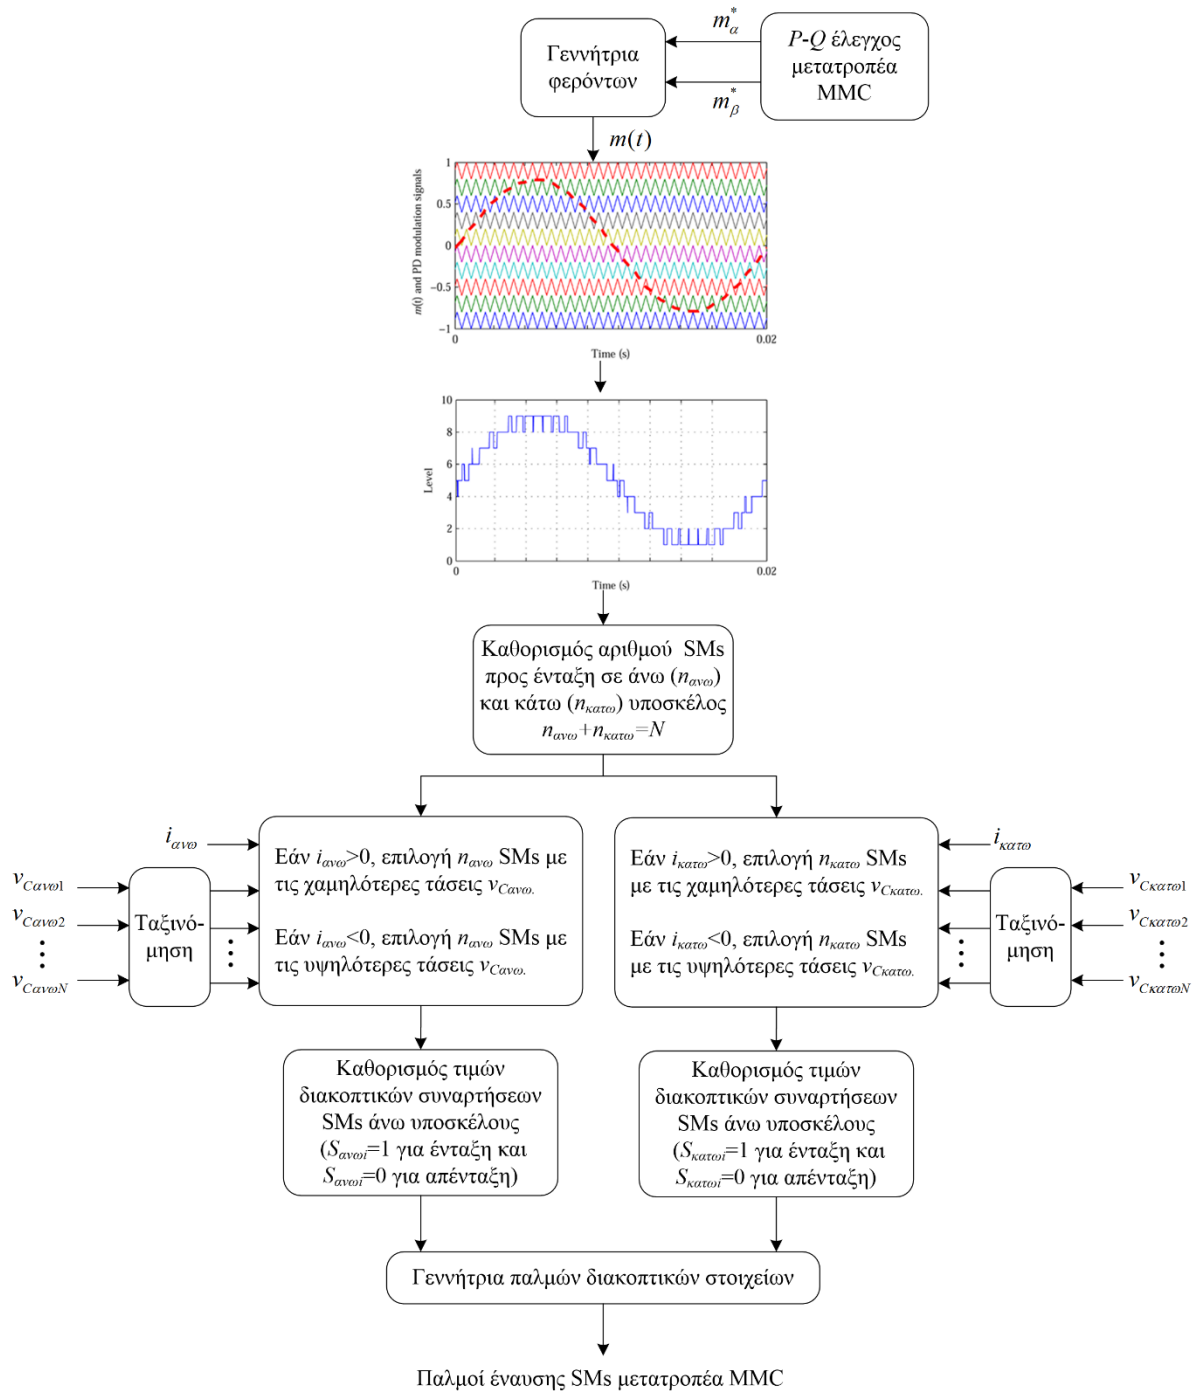 m*α
P-Q έλεγχος
μετατροπέα
MMC
Γεννήτρια
φερόντων
m*β
m(t)
m(t) and PD modulation signals
1
0.5
0
−0.5
−1
0
0.02
Time (s)
Level
10
8
6
4
2
0
0
0.02
Time (s)
Καθορισμός αριθμού SMs
προς ένταξη σε άνω (nανω)
και κάτω (nκατω) υποσκέλος
nανω+nκατω=N
iανω
vCανω1
vCανω2
⋮
vCανωN
Ταξινό-
μηση
⋮
Εάν iανω>0, επιλογή nανω SMs με
τις χαμηλότερες τάσεις vCανω.
Εάν iανω<0, επιλογή nανω SMs με
τις υψηλότερες τάσεις vCανω.
Εάν iκατω>0, επιλογή nκατω SMs
με τις χαμηλότερες τάσεις vCκατω.
Εάν iκατω<0, επιλογή nκατω SMs
με τις υψηλότερες τάσεις vCκατω.
iκατω
⋮
Ταξινό-
μηση
vCκατω1
vCκατω2
⋮
vCκατωN
Καθορισμός τιμών
διακοπτικών συναρτήσεων
SMs άνω υποσκέλους
(Sανωi=1 για ένταξη και
Sανωi=0 για απένταξη)
Καθορισμός τιμών
διακοπτικών συναρτήσεων
SMs κάτω υποσκέλους
(Sκατωi=1 για ένταξη και
Sκατωi=0 για απένταξη)
Γεννήτρια παλμών διακοπτικών στοιχείων
Παλμοί έναυσης SMs μετατροπέα MMC